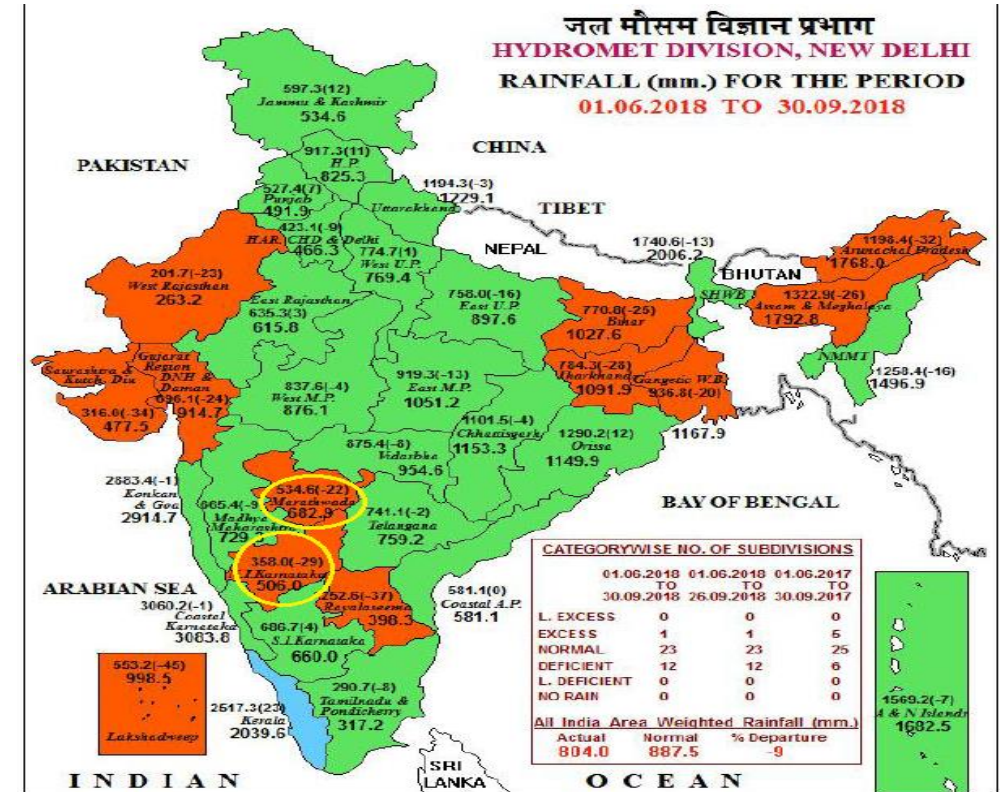 जल मौसम विज्ञान प्रभाग
HYDROMET DIVISION, NEW DELHI
RAINFALL (mm.) FOR THE PERIOD
01.06.2018 TO 30.09.2018
597.3(12)
Jammu & Kashmir
534.6
CHINA
PAKISTAN
917.3(11)
H.P.
825.3
527.4(7)
Punjab
491.9
1194.3(-3)
1229.1
Uttarakhand
TIBET
423.1(-9)
HAR. CHD & Delhi
466.3
NEPAL
774.7(1)
West U.P.
769.4
1740.6(-13)
2006.2
BHUTAN
SHWB
1198.4(-32)
Arunachal Pradesh
1768.0
201.7(-23)
West Rajasthan
263.2
East Rajasthan
635.3(3)
615.8
758.0(-16)
East U.P.
897.6
770.8(-25)
Bihar
1027.6
1322.9(-26)
Assam & Meghalaya
1792.8
NMMT
1258.4(-16)
1496.9
Gujarat
Region
DNH &
Daman
696.1(-24)
914.7
Saurashtra &
Kutch, Diu
316.0(-34)
477.5
837.6(-4)
West M.P.
876.1
919.3(-13)
East M.P.
1051.2
784.3(-28)
Jharkhand
1091.9
Gangetic W.B.
936.8(-20)
1167.9
1101.5(-4)
Chhattisgarh
1153.3
1290.2(12)
Orissa
1149.9
875.4(-8)
Vidarbha
954.6
2883.4(-1)
Konkan
& Goa
2914.7
665.4(-9
Madhya
Maharashtra
534.6(-22)
Marathwada
682.9
741.1(-2)
Telangana
759.2
BAY OF BENGAL
ARABIAN SEA
358.0(-29)
N.I.Karnataka
506.0
3060.2(-1)
Coastal
Karnataka
3083.8
252.6(-37)
Rayalaseema
398.3
581.1(0)
Coastal A.P.
581.1
686.7(4)
S.I.Karnataka
660.0
553.2(-45)
998.5
Lakshadweep
2517.3(23)
Kerala
2039.6
290.7(-8)
Tamilnadu &
Pondicherry
317.2
CATEGORYWISE NO. OF SUBDIVISIONS
01.06.2018 01.06.2018 01.06.2017
TO TO TO
30.09.2018 26.09.2018 30.09.2017
L. EXCESS 0 0 0
EXCESS 1 1 5
NORMAL 23 23 25
DEFICIENT 12 12 6
L. DEFICIENT 0 0 0
NO RAIN 0 0 0
All India Area Weighted Rainfall (mm.)
Actual Normal % Departure
804.0 887.5 -9
1569.2(-7)
A & N Islands
1682.5
SRI
LANKA
INDIAN OCEAN